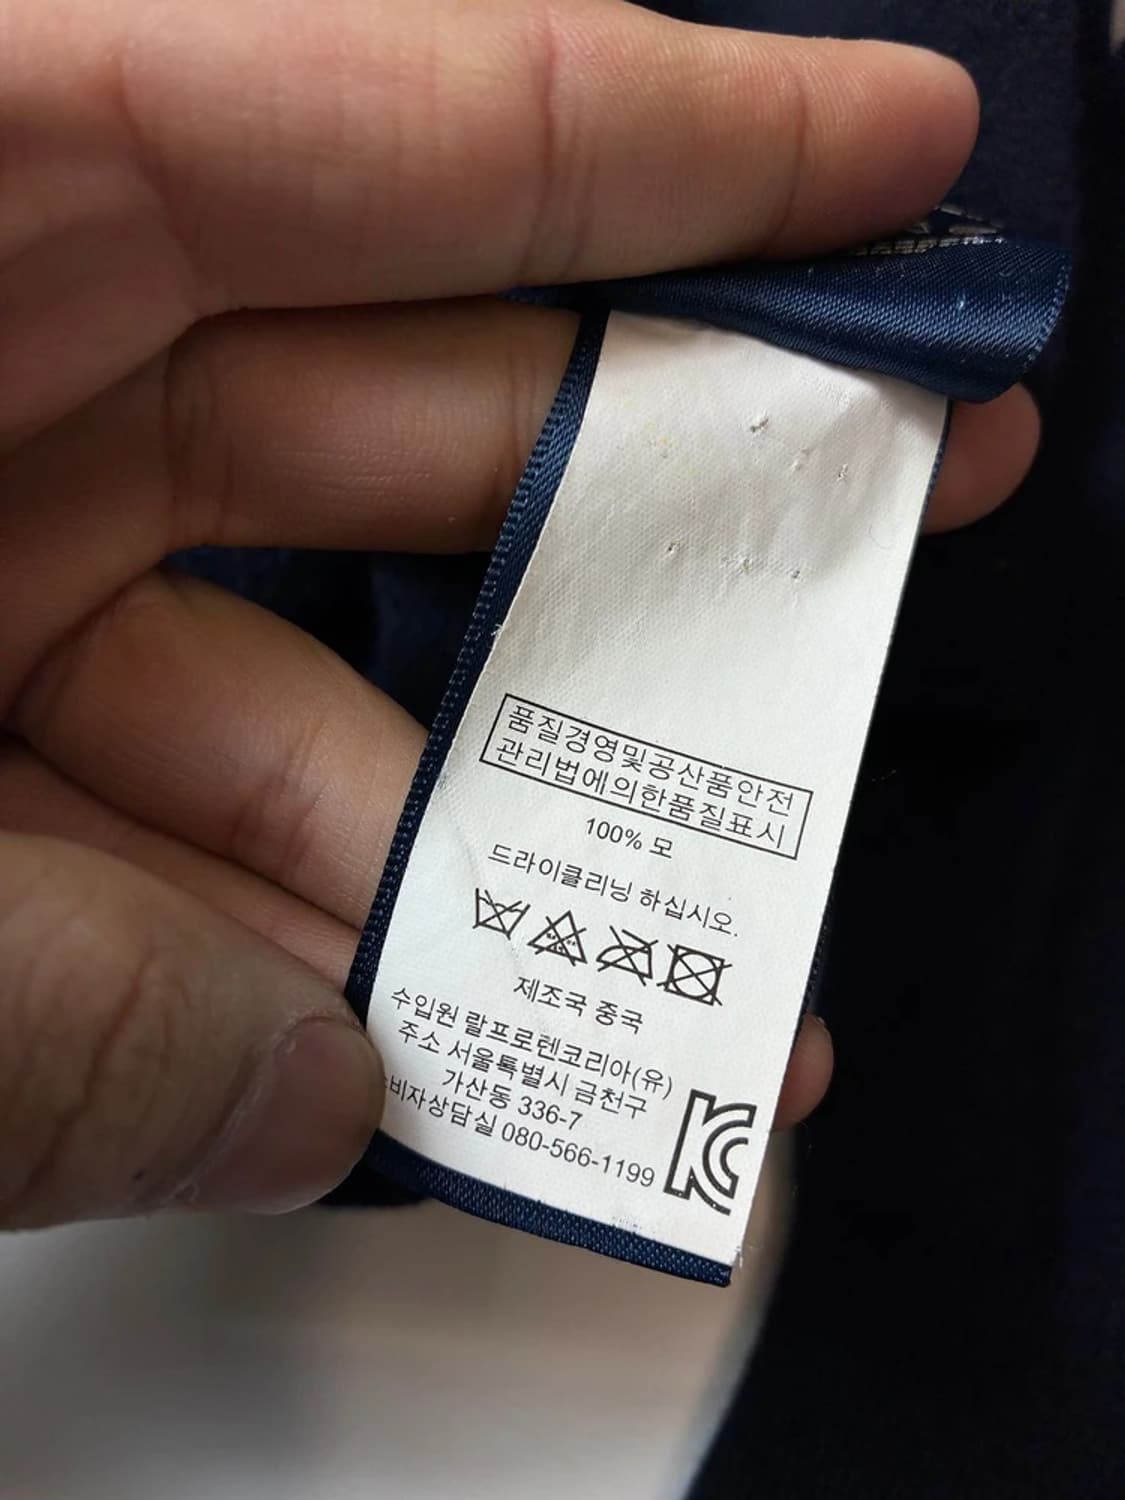 품질경영및공산품안전
관리법에의한품질표시
100% 모
드라이클리닝 하십시오.
제조국 중국
수입원 랄프로렌코리아(유)
주소 서울특별시 금천구
가산동 336-7
비자상담실 080-566-1199
KC